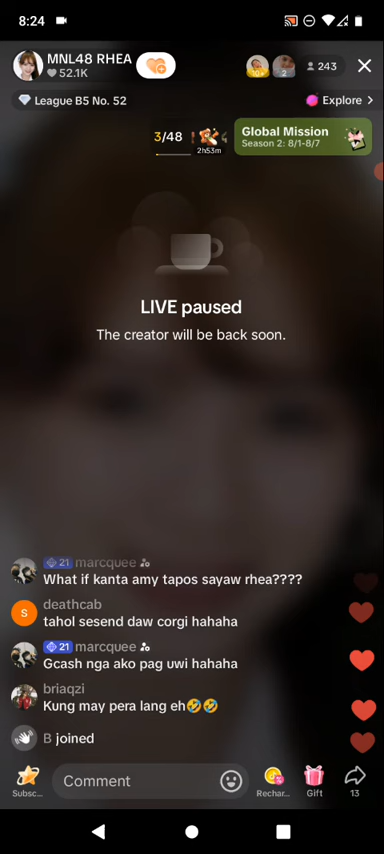 8:24
MNL48 RHEA
52.1K
10
2
243
League B5 No. 52
Explore >
3/48
2h53m
Global Mission
Season 2: 8/1-8/7
LIVE paused
The creator will be back soon.
21 marcquee
What if kanta amy tapos sayaw rhea????
S
deathcab
tahol sesend daw corgi hahaha
21 marcquee
Gcash nga ako pag uwi hahaha
briaqzi
Kung may pera lang eh🤣🤣
B joined
Subsc...
Comment
Rechar...
Gift
13